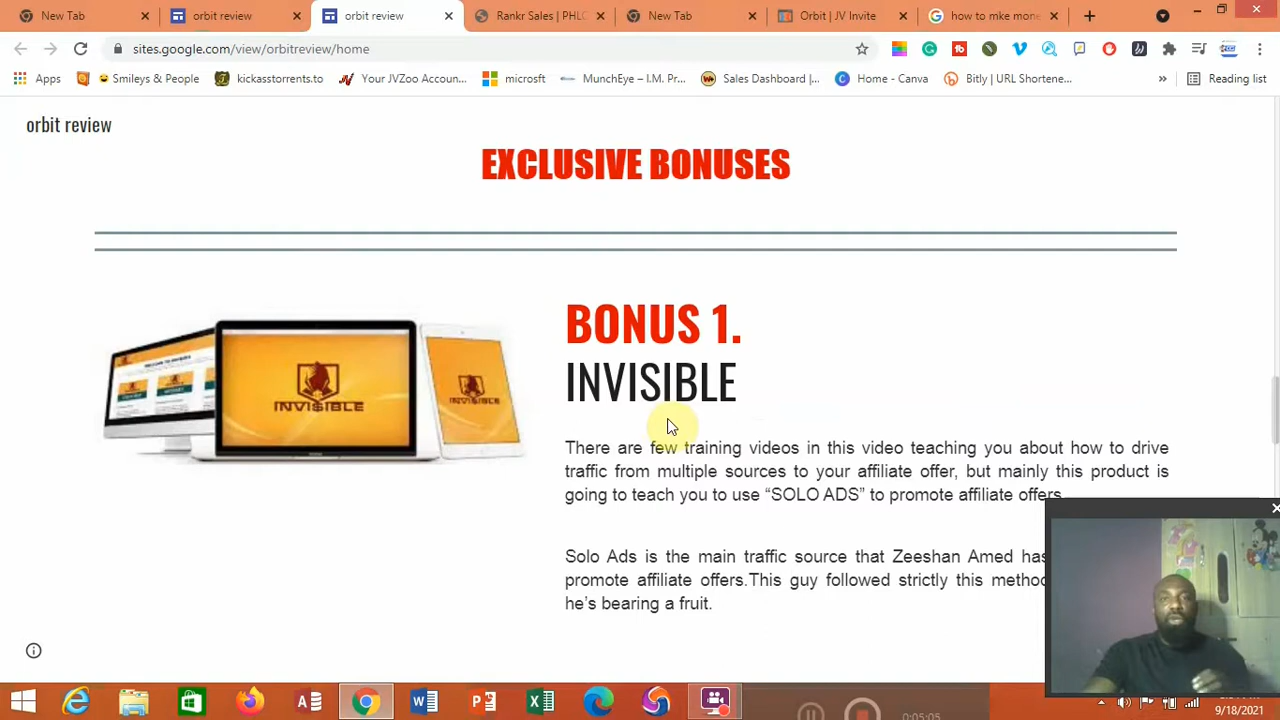 New Tab
orbit review
orbit review
Rankr Sales | PHLC
New Tab
Orbit | JV Invite
how to mke mone
sites.google.com/view/orbitreview/home
Apps
Smileys & People
kickasstorrents.to
Your JVZoo Accoun...
microsft
MunchEye – I.M. Pr...
Sales Dashboard |...
Home - Canva
Bitly | URL Shortene...
»
Reading list
orbit review
EXCLUSIVE BONUSES
INVISIBLE
INVISIBLE
BONUS 1.
INVISIBLE
There are few training videos in this video teaching you about how to drive
traffic from multiple sources to your affiliate offer, but mainly this product is
going to teach you to use “SOLO ADS” to promote affiliate offers.
Solo Ads is the main traffic source that Zeeshan Amed has
promote affiliate offers.This guy followed strictly this metho
he’s bearing a fruit.
0:05:05
9/18/2021